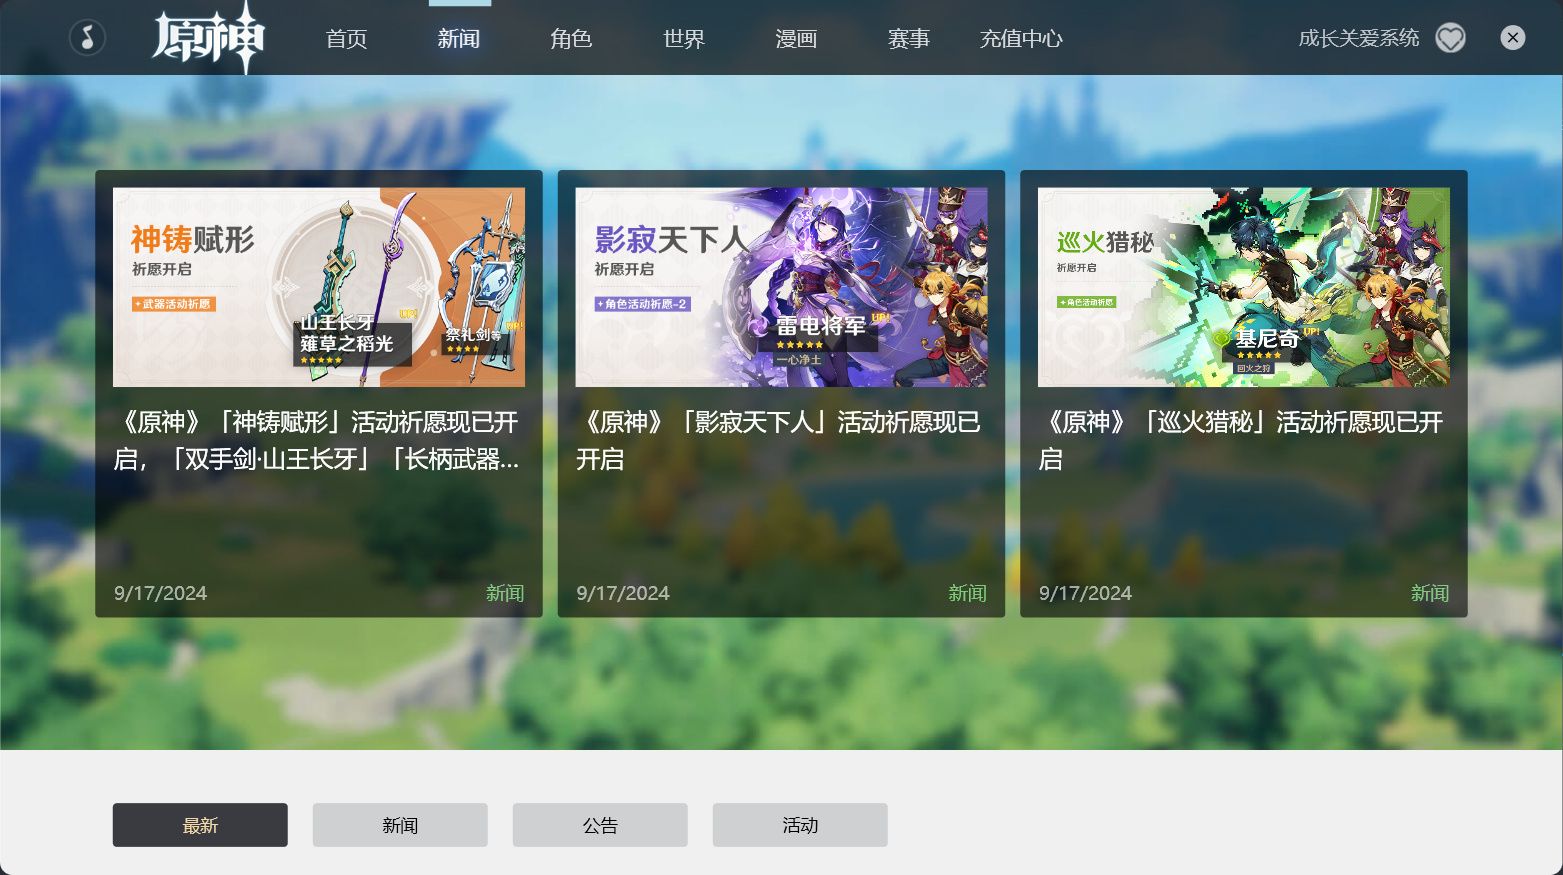 原神
首页
新闻
角色
世界
漫画
赛事
充值中心
成长关爱系统
神铸赋形
祈愿开启
武器活动祈愿
UP!
山王长牙
薙草之稻光
UP!
祭礼剑等
影寂天下人
祈愿开启
角色活动祈愿-2
雷电将军
UP!
一心净土
巡火猎秘
祈愿开启
角色活动祈愿
基尼奇
UP!
回火之狩
《原神》「神铸赋形」活动祈愿现已开
启，「双手剑·山王长牙」「长柄武器...
9/17/2024
新闻
《原神》「影寂天下人」活动祈愿现已
开启
9/17/2024
新闻
《原神》「巡火猎秘」活动祈愿现已开
启
9/17/2024
新闻
最新
新闻
公告
活动